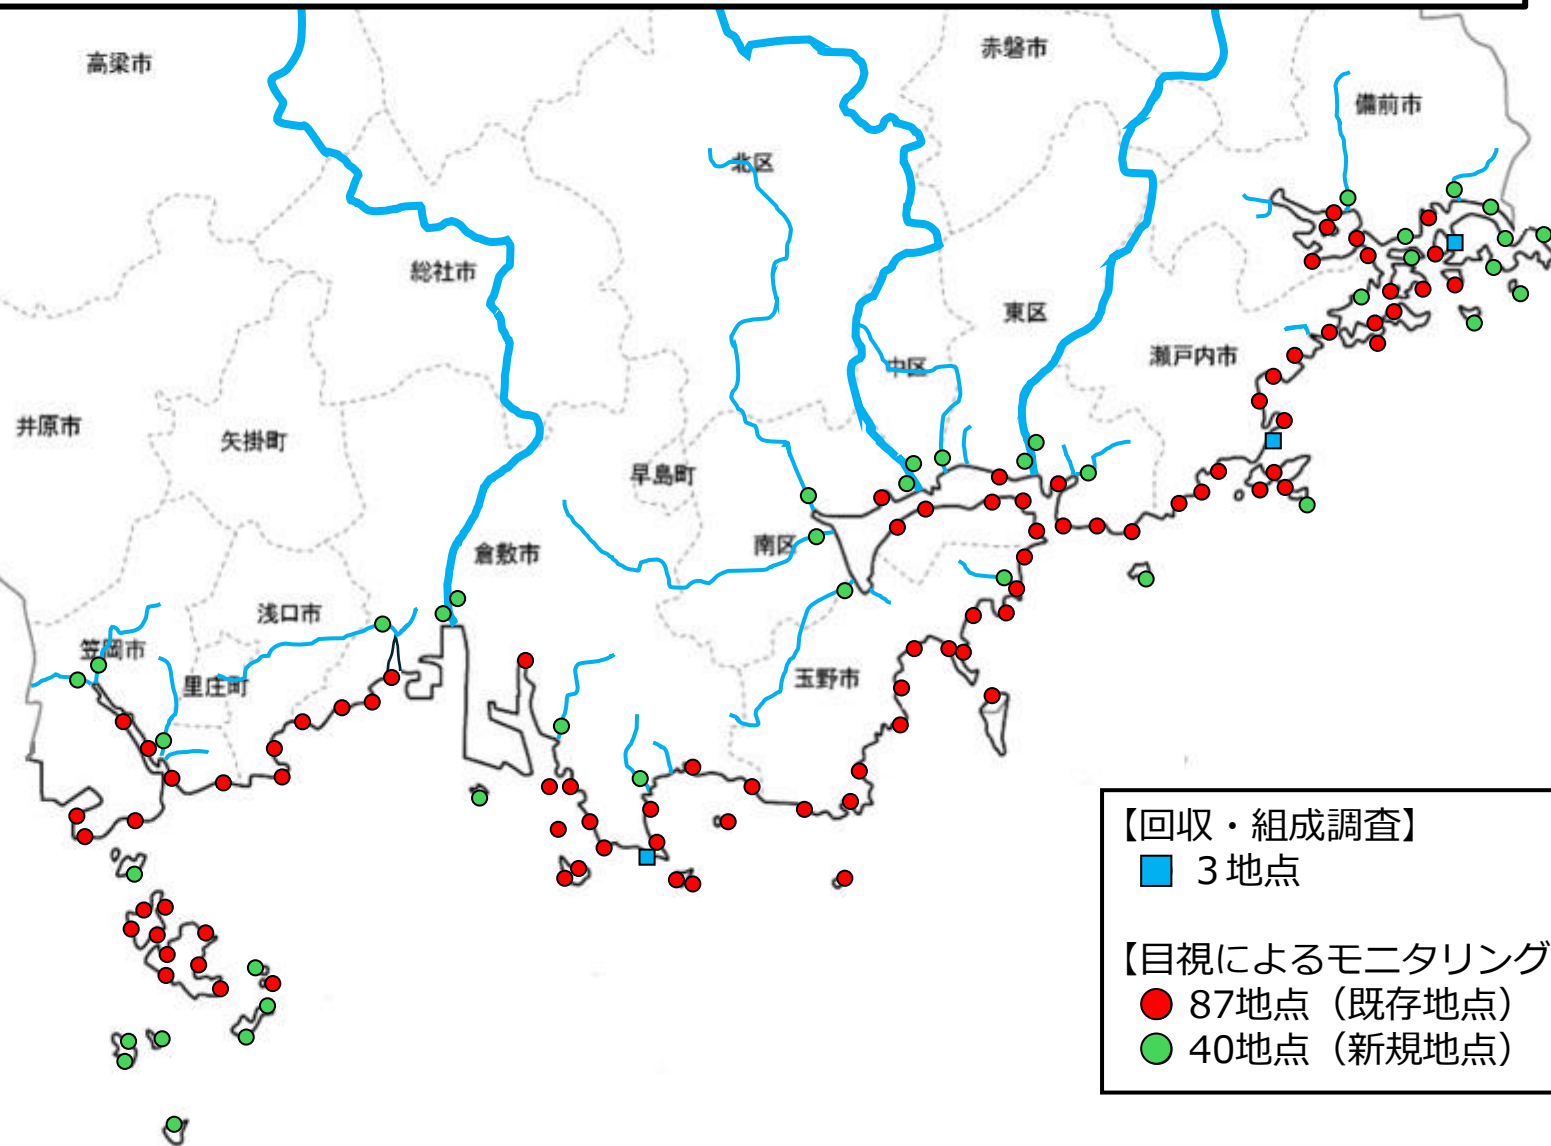 高梁市
赤磐市
備前市
北区
総社市
東区
瀬戸内市
中区
井原市
矢掛町
早島町
南区
倉敷市
浅口市
笠岡市
里庄町
玉野市
【回収・組成調査】
３地点
【目視によるモニタリング
87地点（既存地点）
40地点（新規地点）